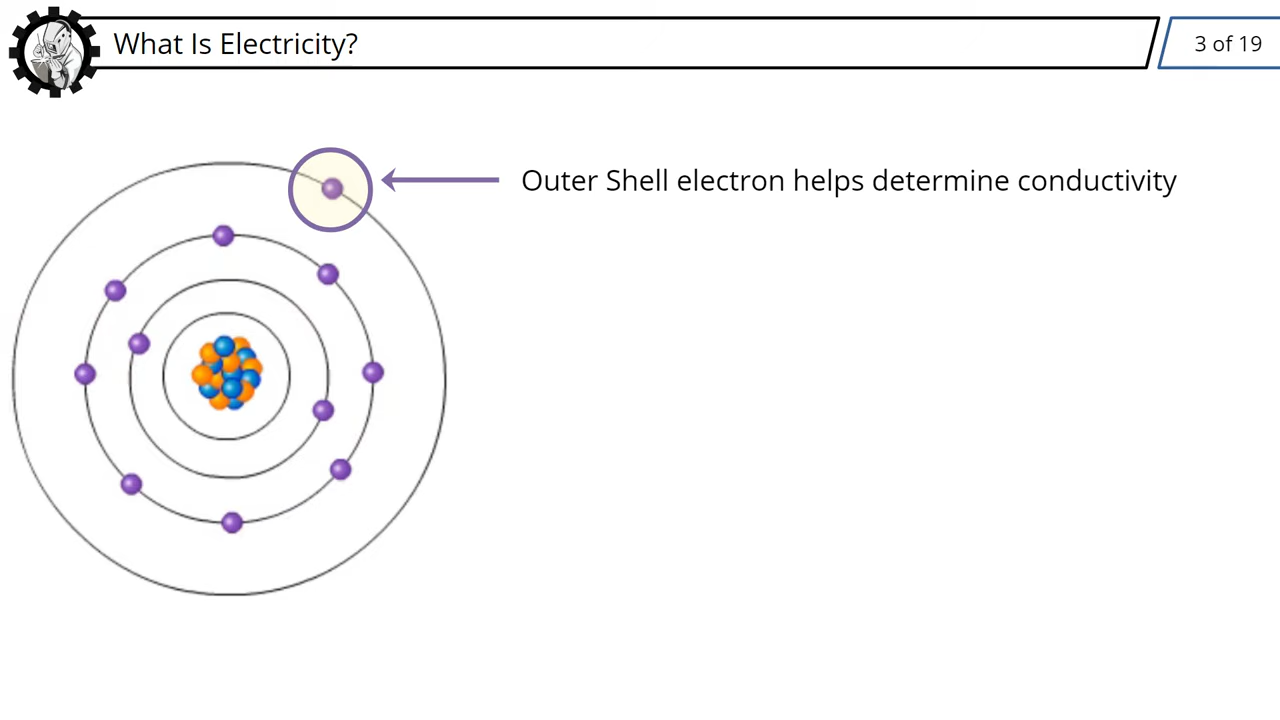 What Is Electricity?
3 of 19
Outer Shell electron helps determine conductivity